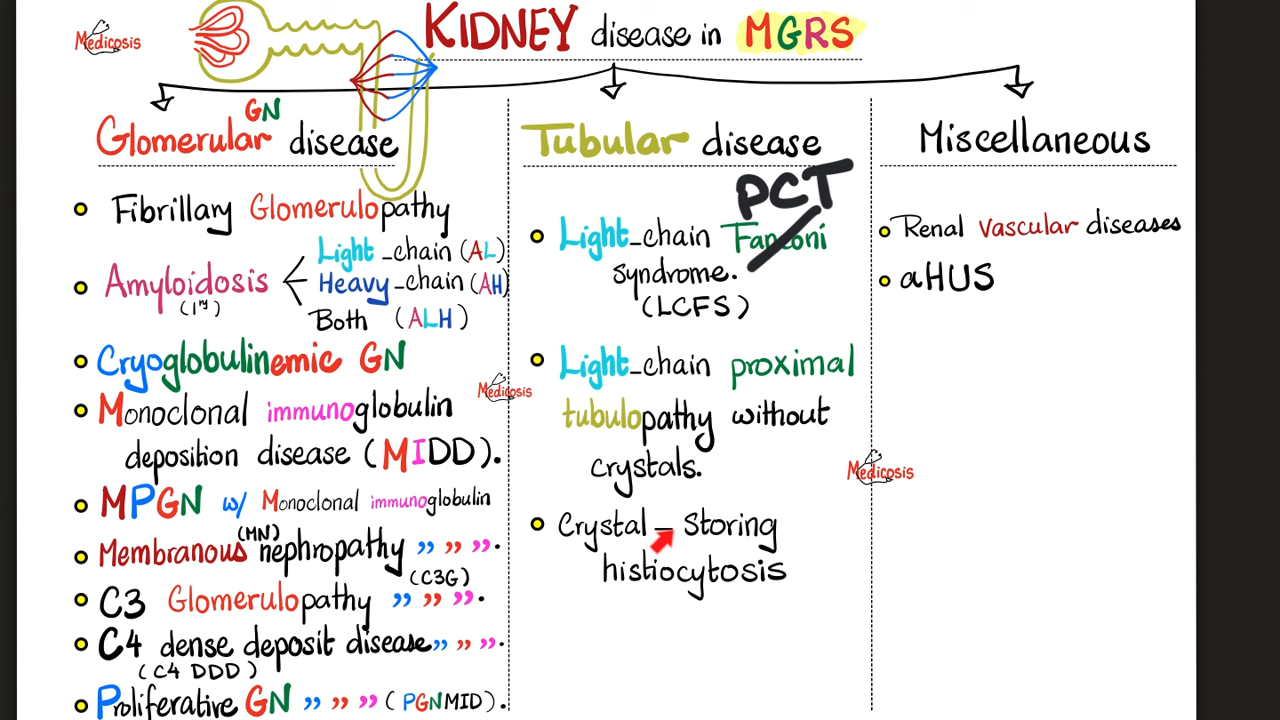 Medicosis
KIDNEY disease in MGRS
GN
Glomerular disease
Fibrillary Glomerulopathy
Light-chain (AL)
Amyloidosis
(1ry)
Heavy-chain (AH)
Both (ALH)
Cryoglobulinemic GN
Monoclonal immunoglobulin
deposition disease (MIDD).
MPGN w/ Monoclonal immunoglobulin
(MN)
Membranous nephropathy " " ".
(C3G)
C3 Glomerulopathy " " ".
C4 dense deposit disease " " ".
(C4 DDD)
Proliferative GN " " " (PGNMID).
Tubular disease
PCT
Light-chain Fanconi
syndrome.
(LCFS)
Light-chain proximal
tubulopathy without
crystals.
Crystal-storing
histiocytosis
Medicosis
Miscellaneous
Renal vascular diseases
aHUS
Medicosis